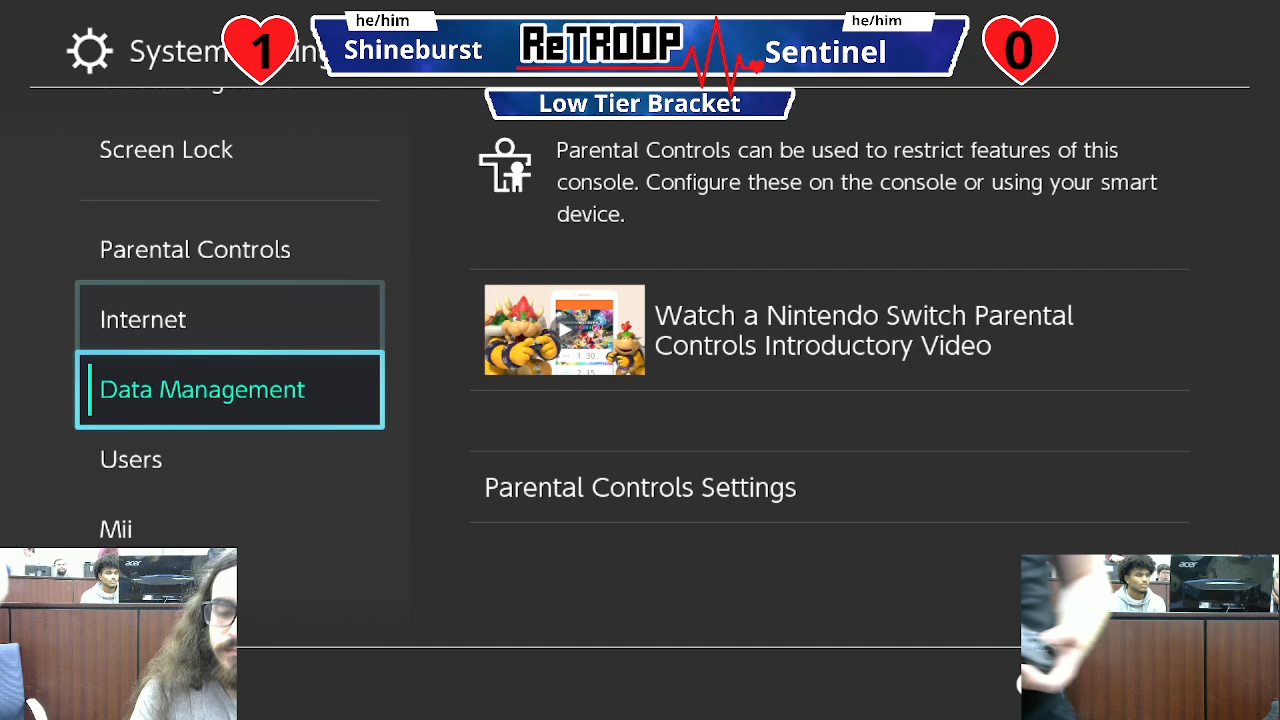 he/him
he/him
System
1
Shineburst
ReTROOP
Sentinel
0
Low Tier Bracket
Screen Lock
Parental Controls can be used to restrict features of this
console. Configure these on the console or using your smart
device.
Parental Controls
Internet
Watch a Nintendo Switch Parental
Controls Introductory Video
Data Management
Users
Parental Controls Settings
Mii
acer
acer